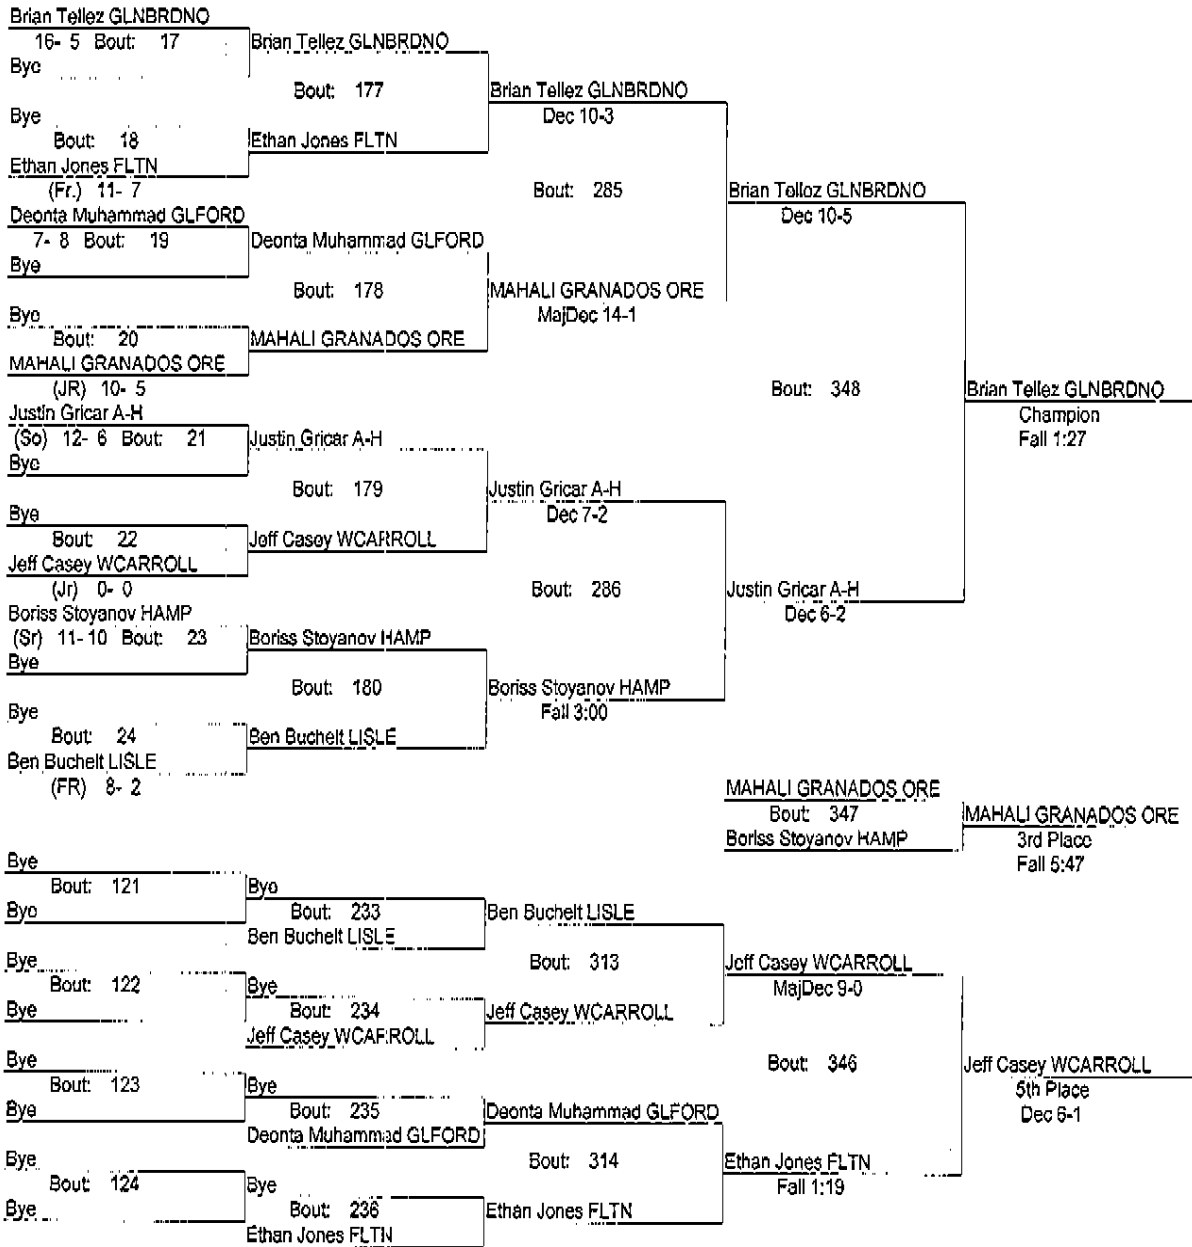 Brian Tellez GLNBRDNO
16- 5 Bout: 17
Bye
Bye
Bout: 18
Ethan Jones FLTN
(Fr.) 11- 7
Deonta Muhammad GLFORD
7- 8 Bout: 19
Bye
Bye
Bout: 20
MAHALI GRANADOS ORE
(JR) 10- 5
Justin Gricar A-H
(So) 12- 6 Bout: 21
Bye
Bye
Bout: 22
Jeff Casey WCARROLL
(Jr) 0- 0
Boriss Stoyanov HAMP
(Sr) 11- 10 Bout: 23
Bye
Bye
Bout: 24
Ben Buchelt LISLE
(FR) 8- 2
Brian Tellez GLNBRDNO
Bout: 177
Ethan Jones FLTN
Deonta Muhammad GLFORD
Bout: 178
MAHALI GRANADOS ORE
Justin Gricar A-H
Bout: 179
Jeff Casey WCARROLL
Boriss Stoyanov HAMP
Bout: 180
Ben Buchelt LISLE
Brian Tellez GLNBRDNO
Dec 10-3
Bout: 285
MAHALI GRANADOS ORE
MajDec 14-1
Justin Gricar A-H
Dec 7-2
Bout: 286
Boriss Stoyanov HAMP
Fall 3:00
Brian Tellez GLNBRDNO
Dec 10-5
Bout: 348
Justin Gricar A-H
Dec 6-2
Brian Tellez GLNBRDNO
Champion
Fall 1:27
MAHALI GRANADOS ORE
Bout: 347
Boriss Stoyanov HAMP
MAHALI GRANADOS ORE
3rd Place
Fall 5:47
Bye
Bout: 121
Bye
Bye
Bout: 122
Bye
Bye
Bout: 123
Bye
Bye
Bout: 124
Bye
Bye
Bout: 233
Ben Buchelt LISLE
Bye
Bout: 234
Jeff Casey WCARROLL
Bye
Bout: 235
Deonta Muhammad GLFORD
Bye
Bout: 236
Ethan Jones FLTN
Ben Buchelt LISLE
Bout: 313
Jeff Casey WCARROLL
Deonta Muhammad GLFORD
Bout: 314
Ethan Jones FLTN
Jeff Casey WCARROLL
MajDec 9-0
Bout: 346
Ethan Jones FLTN
Fall 1:19
Jeff Casey WCARROLL
5th Place
Dec 6-1